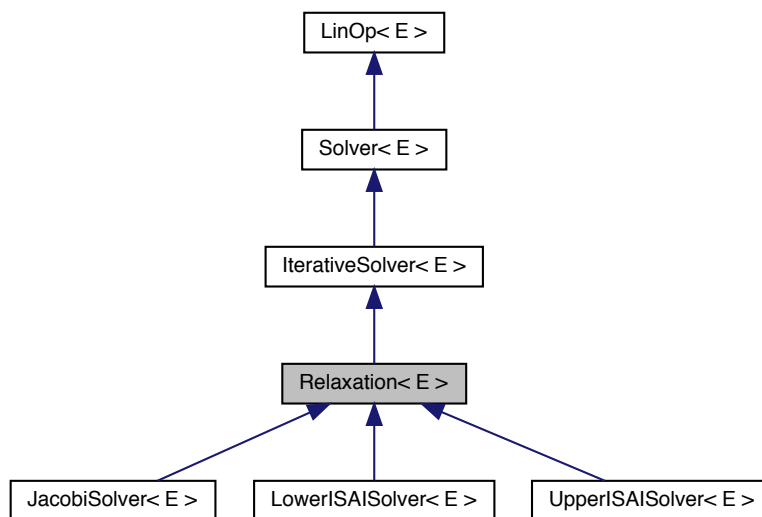 LinOp< E >
Solver< E >
IterativeSolver< E >
Relaxation< E >
JacobiSolver< E >
LowerISAISolver< E >
UpperISAISolver< E >